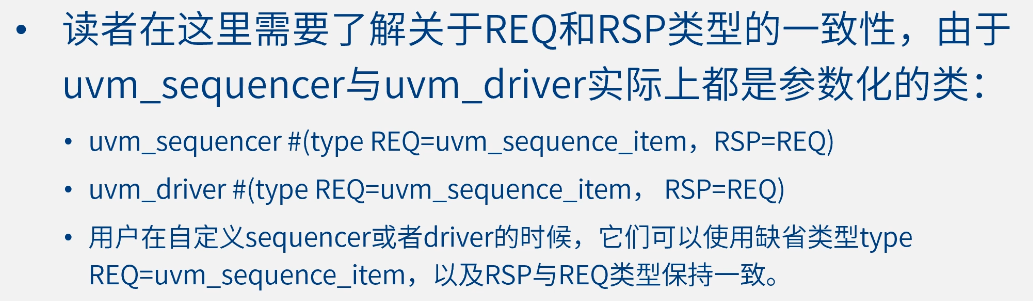 • 读者在这里需要了解关于REQ和RSP类型的一致性，由于
uvm_sequencer与uvm_driver实际上都是参数化的类：
• uvm_sequencer #(type REQ=uvm_sequence_item，RSP=REQ)
• uvm_driver #(type REQ=uvm_sequence_item， RSP=REQ)
• 用户在自定义sequencer或者driver的时候，它们可以使用缺省类型type
REQ=uvm_sequence_item，以及RSP与REQ类型保持一致。